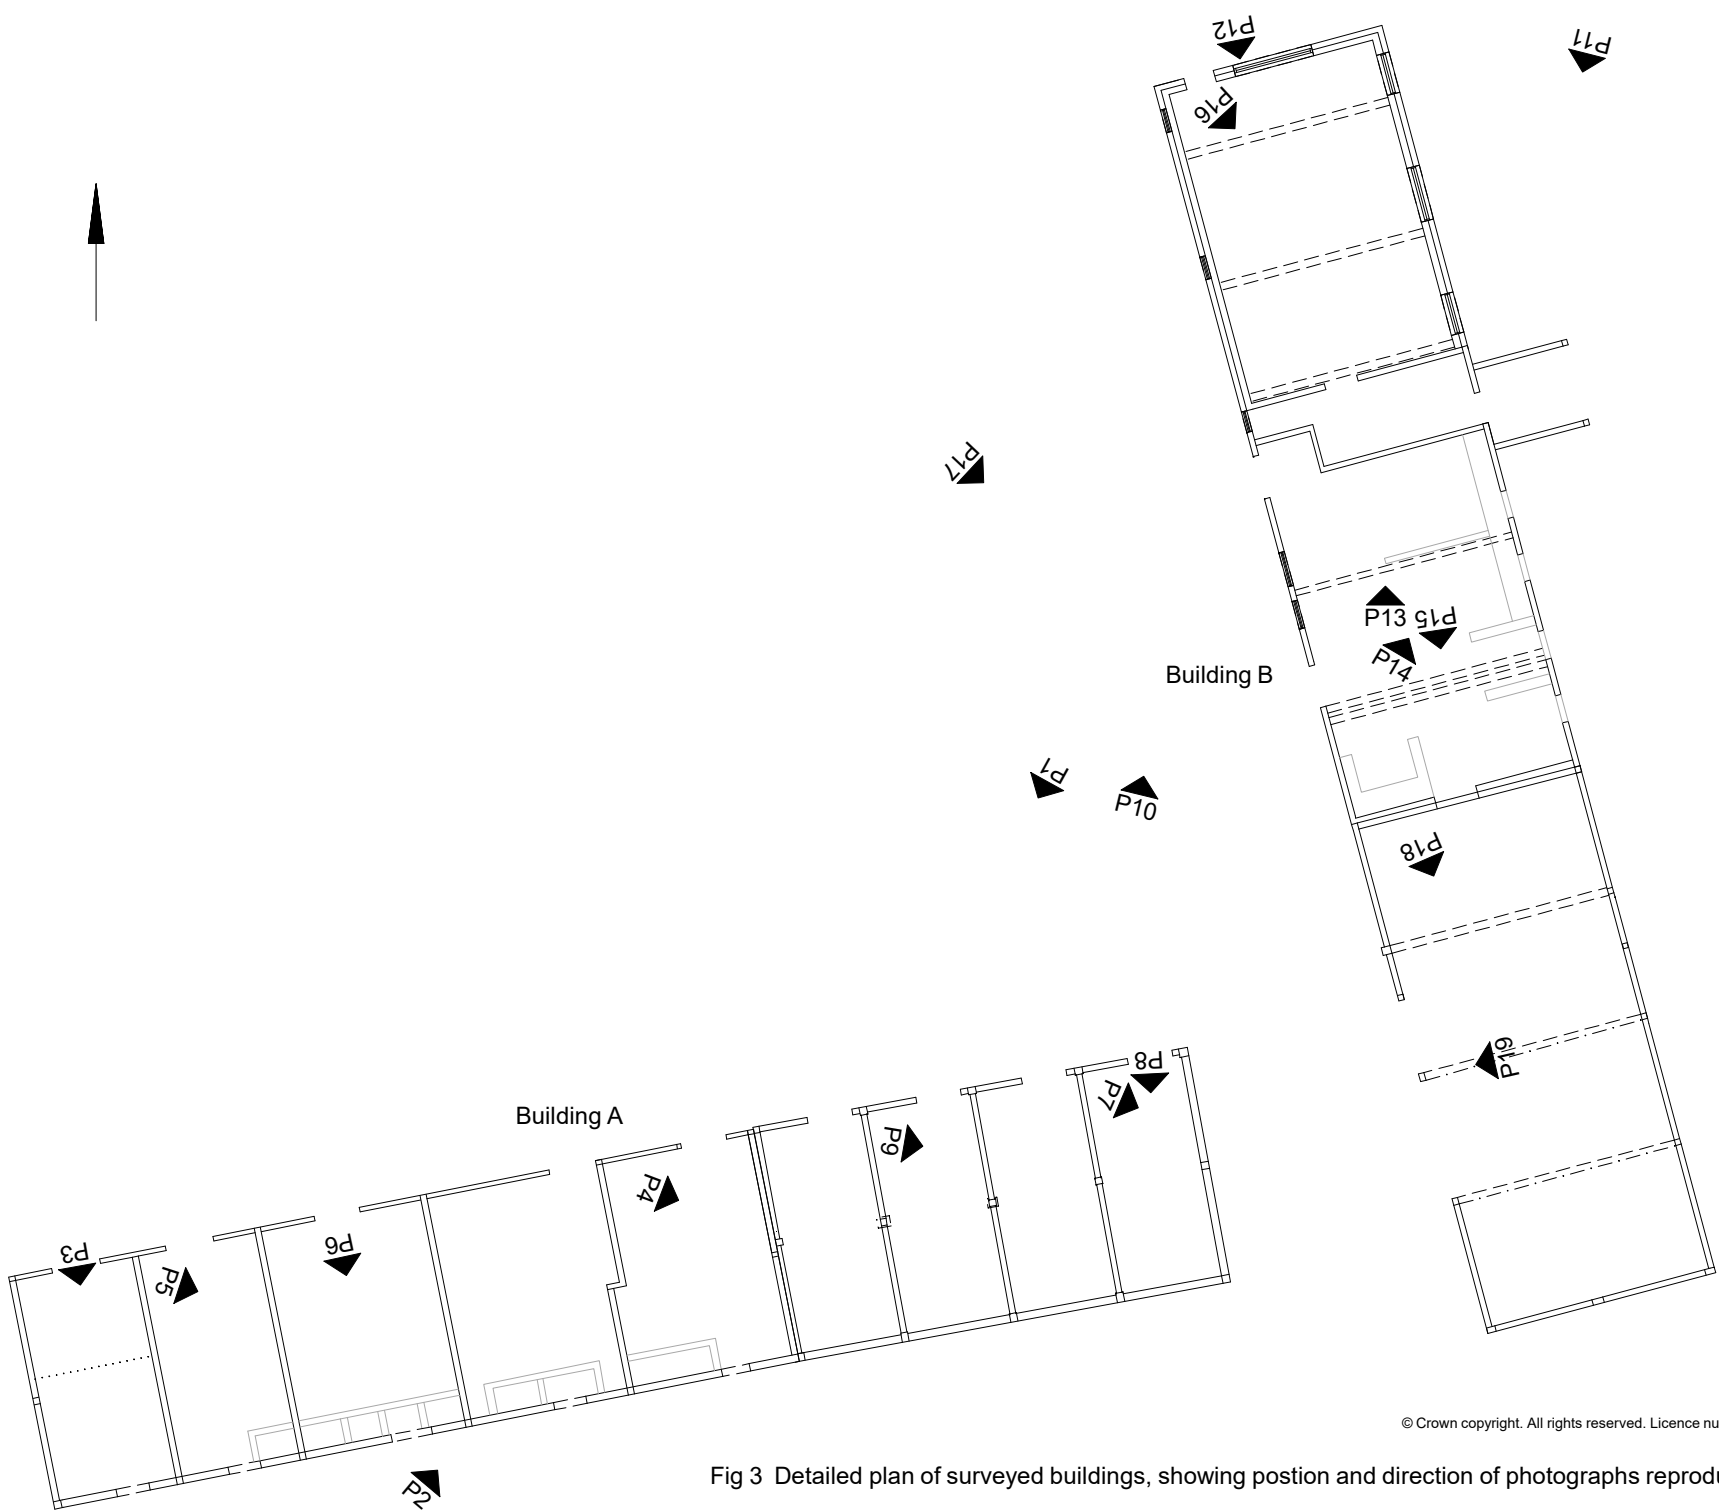 P12
P11
P16
P17
P13
P15
P14
Building B
P1
P10
P18
P19
P8
P7
Building A
P9
P4
P3
P6
P5
© Crown copyright. All rights reserved. Licence nu
Fig 3 Detailed plan of surveyed buildings, showing postion and direction of photographs reprodu
P2